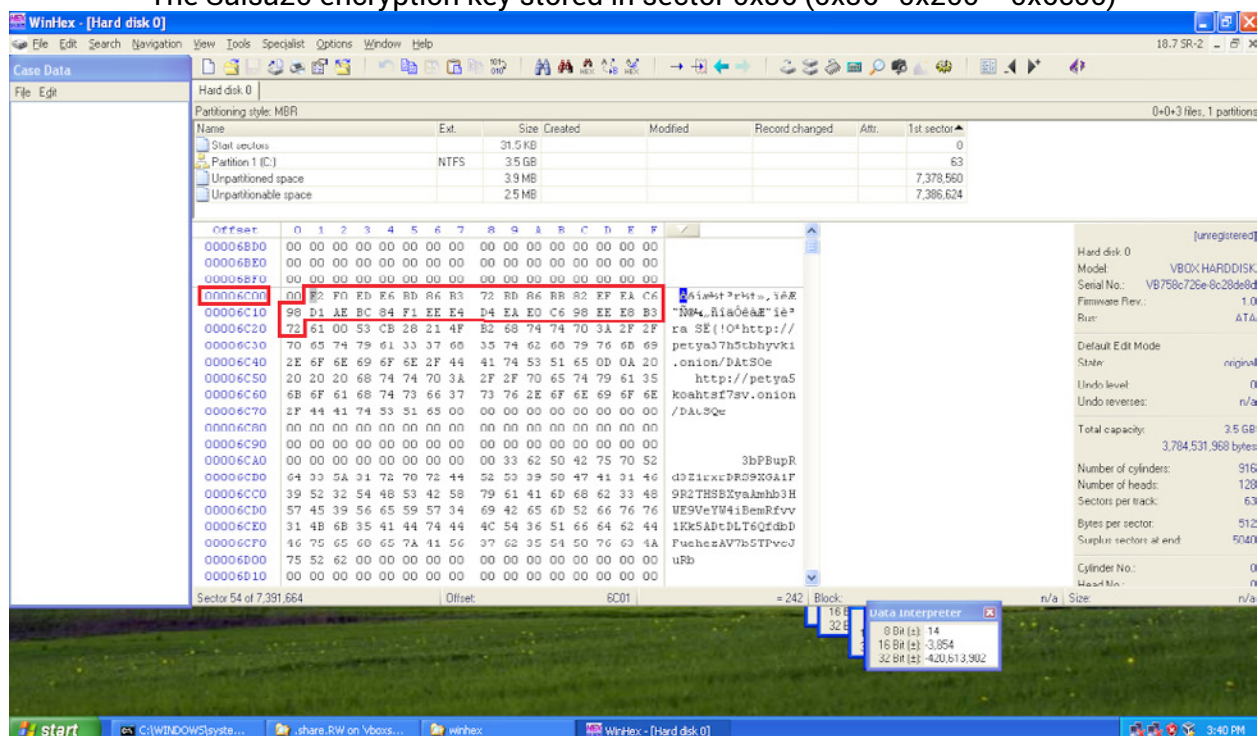 The Salsa20 encryption key stored in sector 0x36 (0x36*0x200 = 0x6c00)
WinHex - [Hard disk 0]
File Edit Search Navigation View Tools Specialist Options Window Help
18.7 SR-2
Case Data
File Edit
Hard disk 0
Partitioning style: MBR
0+0+3 files, 1 partitions
Name Ext. Size Created Modified Record changed Attr. 1st sector
Start sectors 31.5 KB 0
Partition 1 (C:) NTFS 3.5 GB 63
Unpartitioned space 3.9 MB 7,378,560
Unpartitionable space 2.5 MB 7,386,624
Offset 0 1 2 3 4 5 6 7 8 9 A B C D E F
00006BD0 00 00 00 00 00 00 00 00 00 00 00 00 00 00 00 00
00006BE0 00 00 00 00 00 00 00 00 00 00 00 00 00 00 00 00
00006BF0 00 00 00 00 00 00 00 00 00 00 00 00 00 00 00 00
00006C00 00 F0 ED E6 BD 86 B3 72 BD 86 BB 82 EF EA C6
00006C10 98 D1 AE BC 84 F1 EE E4 D4 EA E0 C6 98 EE E8 B3
00006C20 72 61 00 53 CB 28 21 4F B2 68 74 74 70 3A 2F 2F ra SË(!O²http://
00006C30 70 65 74 79 61 33 37 68 35 74 62 68 79 76 6B 69 petya37h5tbhyvki
00006C40 2E 6F 6E 69 6F 6E 2F 44 41 74 53 51 65 0D 0A 20 .onion/DAtSQe
00006C50 20 20 20 68 74 74 70 3A 2F 2F 70 65 74 79 61 35 http://petya5
00006C60 6B 6F 61 68 74 73 66 37 73 76 2E 6F 6E 69 6F 6E koahtsf7sv.onion
00006C70 2F 44 41 74 53 51 65 00 00 00 00 00 00 00 00 00 /DAtSQe
00006C80 00 00 00 00 00 00 00 00 00 00 00 00 00 00 00 00
00006C90 00 00 00 00 00 00 00 00 00 00 00 00 00 00 00 00
00006CA0 00 00 00 00 00 00 00 00 00 33 62 50 42 75 70 52 3bPBupR
00006CB0 64 33 5A 31 72 78 72 44 52 53 39 58 47 41 31 46 d3Z1rxrDRS9XGA1F
00006CC0 39 52 32 54 48 53 42 58 79 61 41 6D 68 62 33 48 9R2THSBXyaAmhb3H
00006CD0 57 45 39 56 65 59 57 34 69 42 65 6D 52 66 76 76 WE9VeYW4iBemRfvv
00006CE0 31 4B 6B 35 41 44 74 44 4C 54 36 51 66 64 62 44 1Kk5ADtDLT6QfdbD
00006CF0 46 75 65 68 65 7A 41 56 37 62 35 54 50 76 63 4A FuehezAV7b5TPvcJ
00006D00 75 52 62 00 00 00 00 00 00 00 00 00 00 00 00 00 uRb
00006D10 00 00 00 00 00 00 00 00 00 00 00 00 00 00 00 00
[unregistered]
Hard disk 0
Model: VBOX HARDDISK
Serial No.: VB758c726e-8c28de8d
Firmware Rev.: 1.0
Bus: ATA
Default Edit Mode
State: original
Undo level: 0
Undo reverses: n/a
Total capacity: 3.5 GB
3,784,531,968 bytes
Number of cylinders: 916
Number of heads: 128
Sectors per track: 63
Bytes per sector: 512
Surplus sectors at end: 5040
Cylinder No.: 0
Head No.: 0
Sector 54 of 7,391,664 Offset: 6C01 = 242 Block: n/a Size: n/a
Data Interpreter
8 Bit (±): 14
16 Bit (±): -3,854
32 Bit (±): -420,613,902
start C:\WINDOWS\syste... .share.RW on 'vboxs... winhex WinHex - [Hard disk 0] 3:40 PM